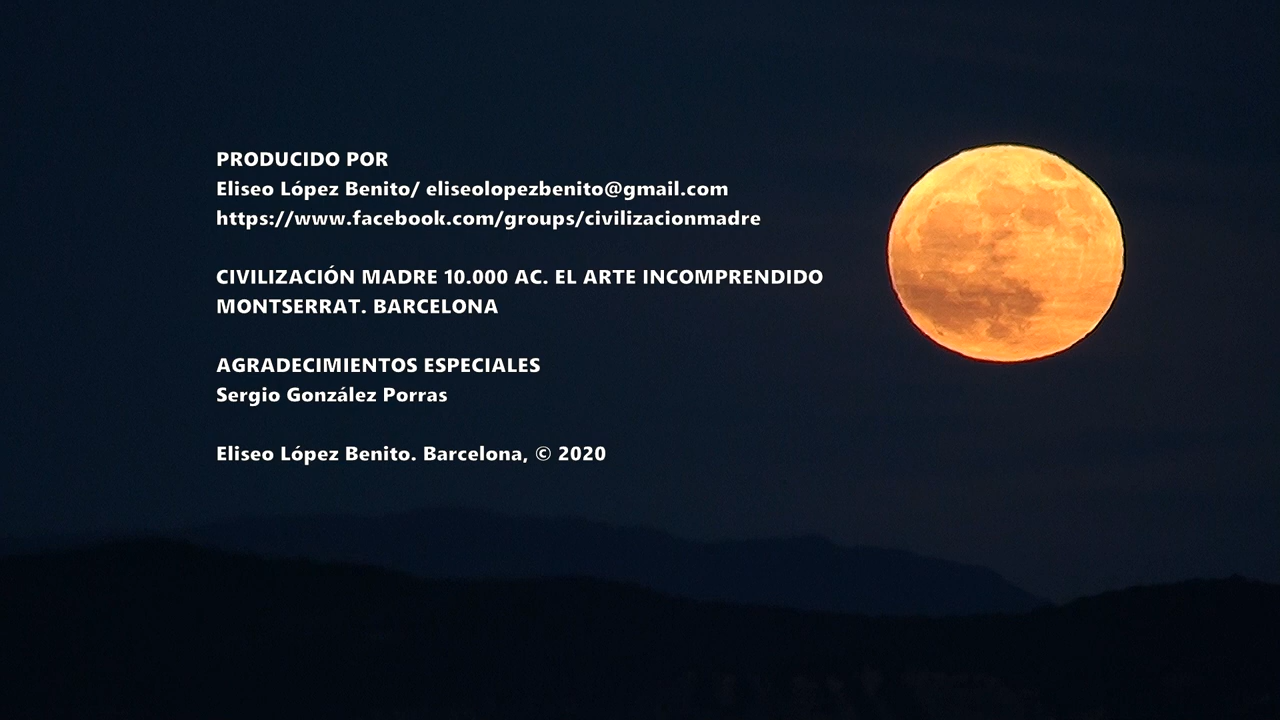 PRODUCIDO POR
Eliseo López Benito/ eliseolopezbenito@gmail.com
https://www.facebook.com/groups/civilizacionmadre
CIVILIZACIÓN MADRE 10.000 AC. EL ARTE INCOMPRENDIDO
MONTSERRAT. BARCELONA
AGRADECIMIENTOS ESPECIALES
Sergio González Porras
Eliseo López Benito. Barcelona, © 2020